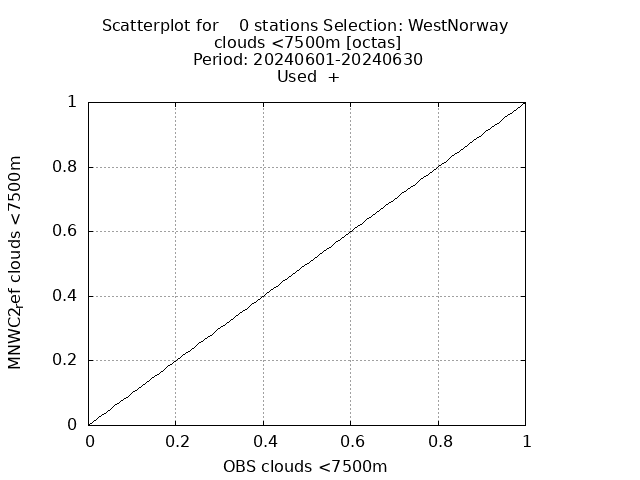 Scatterplot for    0 stations Selection: WestNorway
clouds <7500m [octas]
Period: 20240601-20240630
Used  +
1
0.8
0.6
0.4
0.2
0
MNWC2ref clouds <7500m
0 0.2 0.4 0.6 0.8 1
OBS clouds <7500m